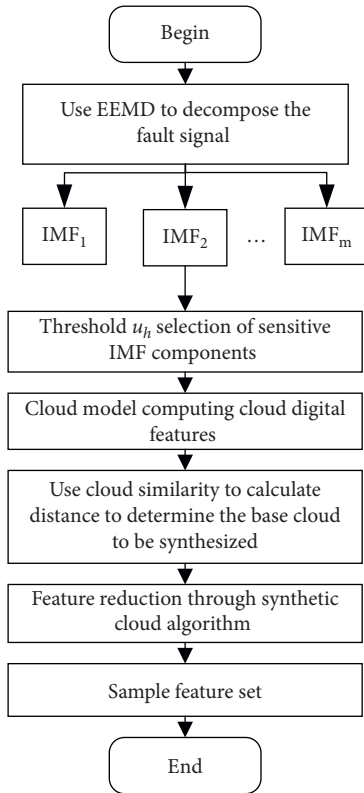 Begin
Use EEMD to decompose the
fault signal
IMF₁ IMF₂ ... IMFₘ
Threshold uₕ selection of sensitive
IMF components
Cloud model computing cloud digital
features
Use cloud similarity to calculate
distance to determine the base cloud
to be synthesized
Feature reduction through synthetic
cloud algorithm
Sample feature set
End